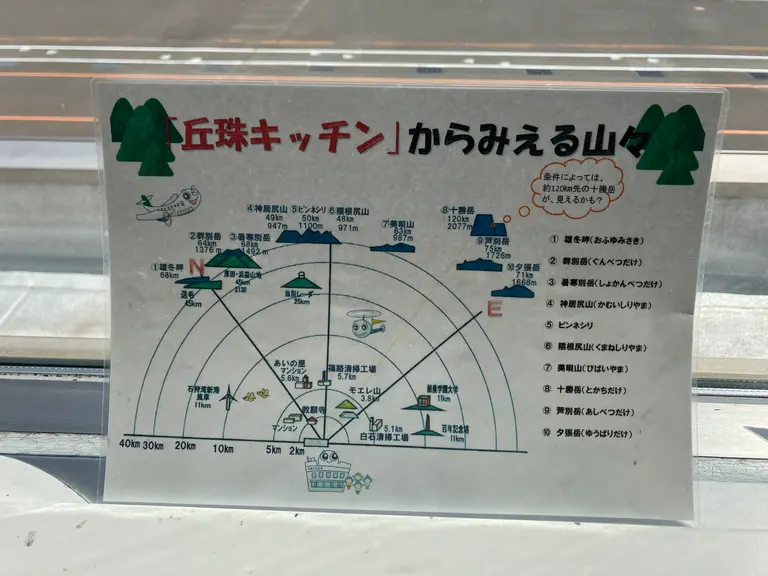 「丘珠キッチン」からみえる山々
条件によっては、
約120km先の十勝岳
が、見えるかも？
④神居尻山
49km
947m
⑤ピンネシリ
50km
1100m
⑥隈根尻山
48km
971m
⑦美唄山
63km
987m
⑧十勝岳
120km
2077m
⑨芦別岳
75km
1726m
⑩夕張岳
71km
1668m
②群別岳
64km
1376m
③暑寒別岳
68km
1492m
①雄冬岬
68km
N
E
厚田・浜益山地
45km
当別レーダー
25km
あいの里
マンション
5.6km
篠路清掃工場
5.7km
モエレ山
3.8km
石狩湾新港
風車
11km
マンション
5.1km
白石清掃工場
11km
百年記念塔
11km
40km 30km 20km 10km 5km 2km
① 雄冬岬(おふゆみさき)
② 群別岳(ぐんべつだけ)
③ 暑寒別岳(しょかんべつだけ)
④ 神居尻山(かむいしりやま)
⑤ ピンネシリ
⑥ 隈根尻山(くまねしりやま)
⑦ 美唄山(びばいやま)
⑧ 十勝岳(とかちだけ)
⑨ 芦別岳(あしべつだけ)
⑩ 夕張岳(ゆうばりだけ)